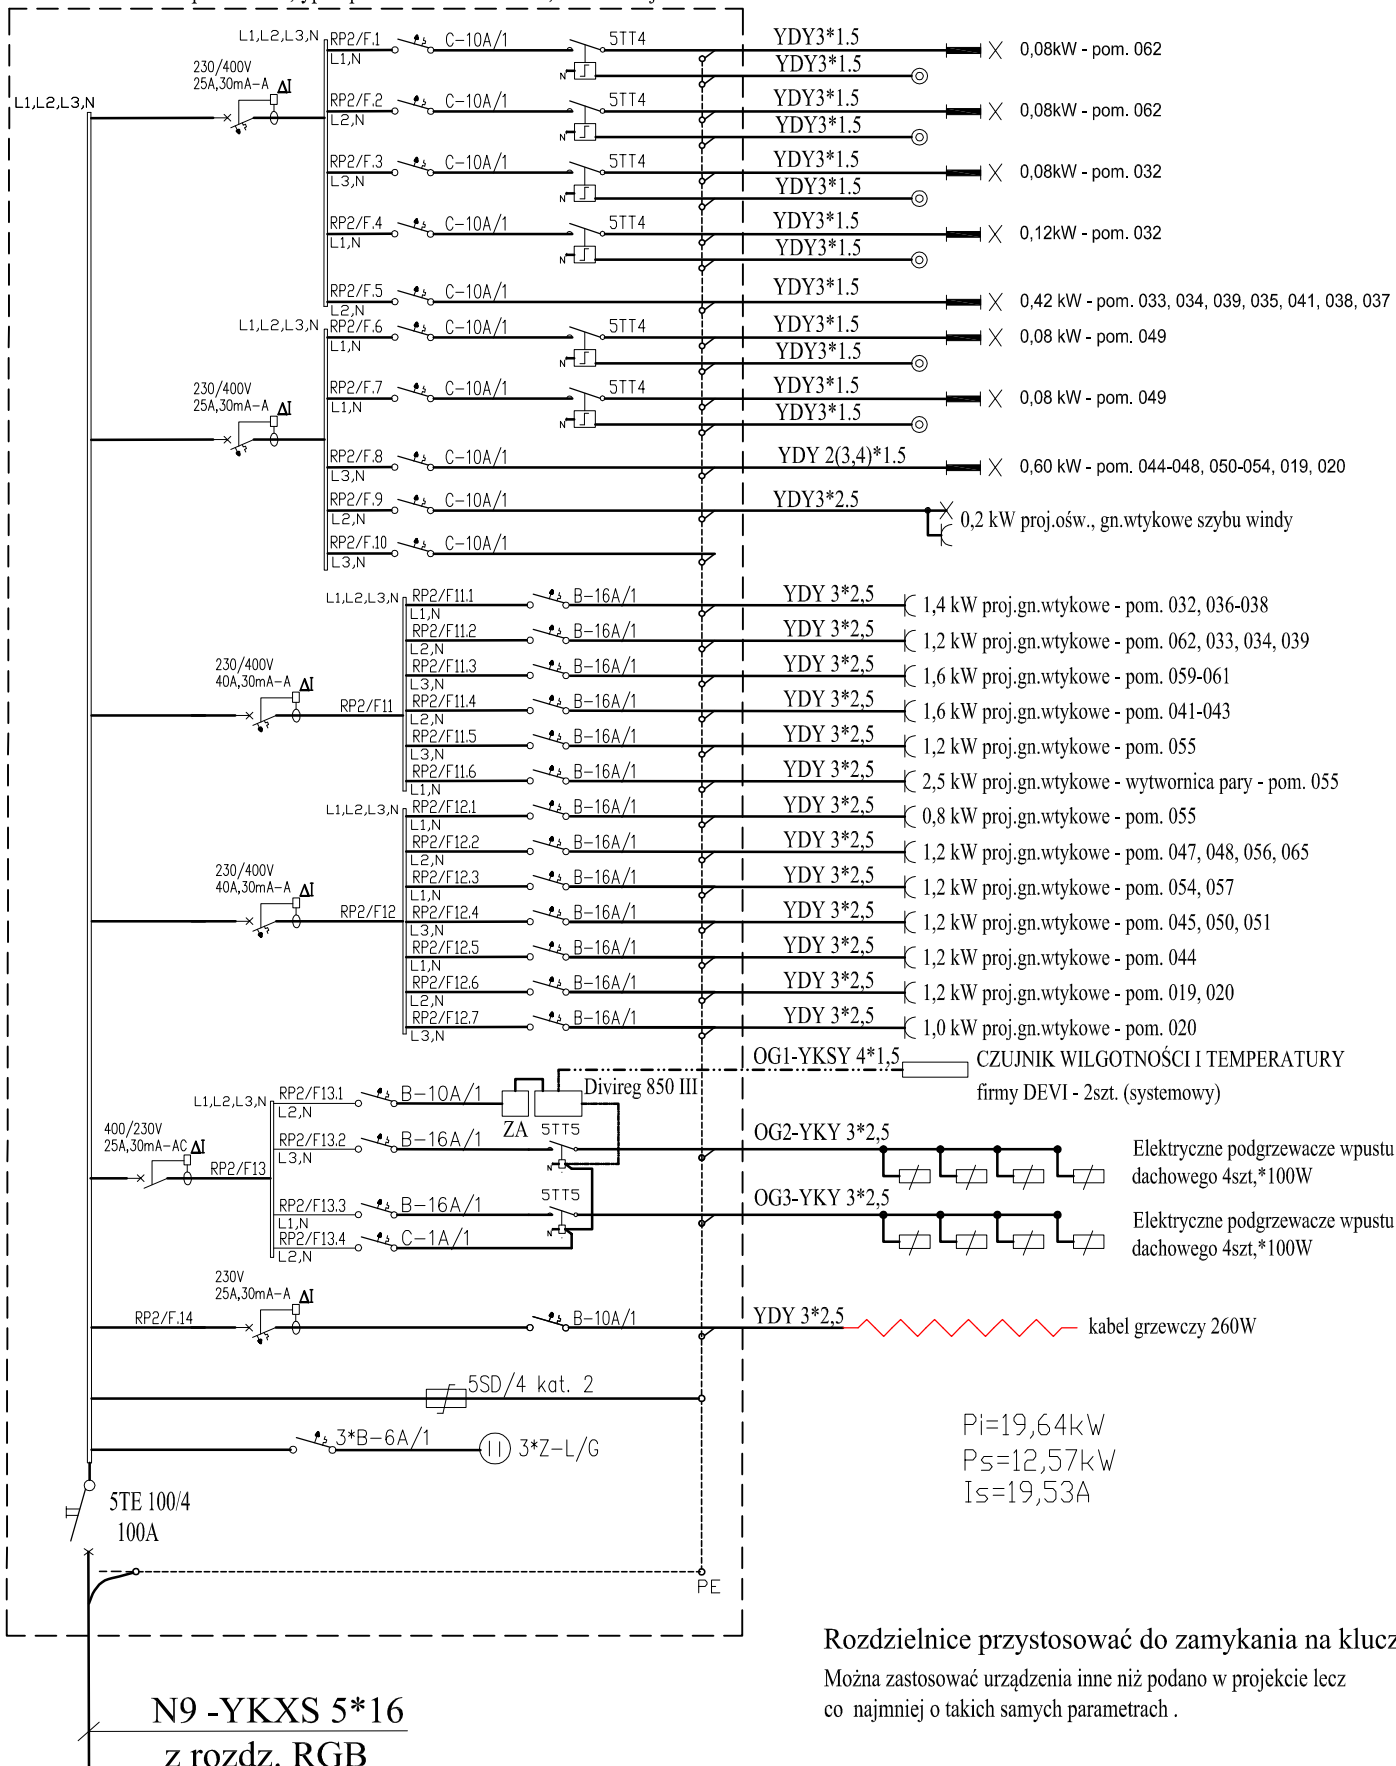 L1,L2,L3,N RP2/F.1 C-10A/1 5TT4 YDY3*1.5 0,08kW - pom. 062
L1,N
230/400V
25A,30mA-A ΔI
N YDY3*1.5
L1,L2,L3,N
RP2/F.2 C-10A/1 5TT4 YDY3*1.5 0,08kW - pom. 062
L2,N
N YDY3*1.5
RP2/F.3 C-10A/1 5TT4 YDY3*1.5 0,08kW - pom. 032
L3,N
N YDY3*1.5
RP2/F.4 C-10A/1 5TT4 YDY3*1.5 0,12kW - pom. 032
L1,N
N YDY3*1.5
RP2/F.5 C-10A/1 YDY3*1.5 0,42 kW - pom. 033, 034, 039, 035, 041, 038, 037
L2,N
L1,L2,L3,N RP2/F.6 C-10A/1 5TT4 YDY3*1.5 0,08 kW - pom. 049
L1,N
N YDY3*1.5
230/400V
25A,30mA-A ΔI
RP2/F.7 C-10A/1 5TT4 YDY3*1.5 0,08 kW - pom. 049
L1,N
N YDY3*1.5
RP2/F.8 C-10A/1 YDY 2(3,4)*1.5 0,60 kW - pom. 044-048, 050-054, 019, 020
L3,N
RP2/F.9 C-10A/1 YDY3*2.5 0,2 kW proj.ośw., gn.wtykowe szybu windy
L2,N
RP2/F.10 C-10A/1
L3,N
L1,L2,L3,N RP2/F11.1 B-16A/1 YDY 3*2,5 1,4 kW proj.gn.wtykowe - pom. 032, 036-038
L1,N
RP2/F11.2 B-16A/1 YDY 3*2,5 1,2 kW proj.gn.wtykowe - pom. 062, 033, 034, 039
L2,N
230/400V
40A,30mA-A ΔI
RP2/F11
RP2/F11.3 B-16A/1 YDY 3*2,5 1,6 kW proj.gn.wtykowe - pom. 059-061
L3,N
RP2/F11.4 B-16A/1 YDY 3*2,5 1,6 kW proj.gn.wtykowe - pom. 041-043
L2,N
RP2/F11.5 B-16A/1 YDY 3*2,5 1,2 kW proj.gn.wtykowe - pom. 055
L3,N
RP2/F11.6 B-16A/1 YDY 3*2,5 2,5 kW proj.gn.wtykowe - wytwornica pary - pom. 055
L1,N
L1,L2,L3,N RP2/F12.1 B-16A/1 YDY 3*2,5 0,8 kW proj.gn.wtykowe - pom. 055
L1,N
RP2/F12.2 B-16A/1 YDY 3*2,5 1,2 kW proj.gn.wtykowe - pom. 047, 048, 056, 065
L2,N
230/400V
40A,30mA-A ΔI
RP2/F12
RP2/F12.3 B-16A/1 YDY 3*2,5 1,2 kW proj.gn.wtykowe - pom. 054, 057
L1,N
RP2/F12.4 B-16A/1 YDY 3*2,5 1,2 kW proj.gn.wtykowe - pom. 045, 050, 051
L3,N
RP2/F12.5 B-16A/1 YDY 3*2,5 1,2 kW proj.gn.wtykowe - pom. 044
L1,N
RP2/F12.6 B-16A/1 YDY 3*2,5 1,2 kW proj.gn.wtykowe - pom. 019, 020
L2,N
RP2/F12.7 B-16A/1 YDY 3*2,5 1,0 kW proj.gn.wtykowe - pom. 020
L3,N
OG1-YKSY 4*1,5 CZUJNIK WILGOTNOŚCI I TEMPERATURY
firmy DEVI - 2szt. (systemowy)
L1,L2,L3,N RP2/F13.1 B-10A/1 ZA Divireg 850 III
L2,N
400/230V
25A,30mA-AC ΔI
RP2/F13
RP2/F13.2 B-16A/1 5TT5 OG2-YKY 3*2,5 Elektryczne podgrzewacze wpustu
L3,N N dachowego 4szt,*100W
RP2/F13.3 B-16A/1 5TT5 OG3-YKY 3*2,5 Elektryczne podgrzewacze wpustu
L1,N N dachowego 4szt,*100W
RP2/F13.4 C-1A/1
L2,N
230V
25A,30mA-A ΔI
RP2/F.14 B-10A/1 YDY 3*2,5 kabel grzewczy 260W
5SD/4 kat. 2
3*B-6A/1 3*Z-L/G
Pi=19,64kW
Ps=12,57kW
Is=19,53A
5TE 100/4
100A
PE
Rozdzielnice przystosować do zamykania na klucz
Można zastosować urządzenia inne niż podano w projekcie lecz
co najmniej o takich samych parametrach .
N9 -YKXS 5*16
z rozdz. RGB